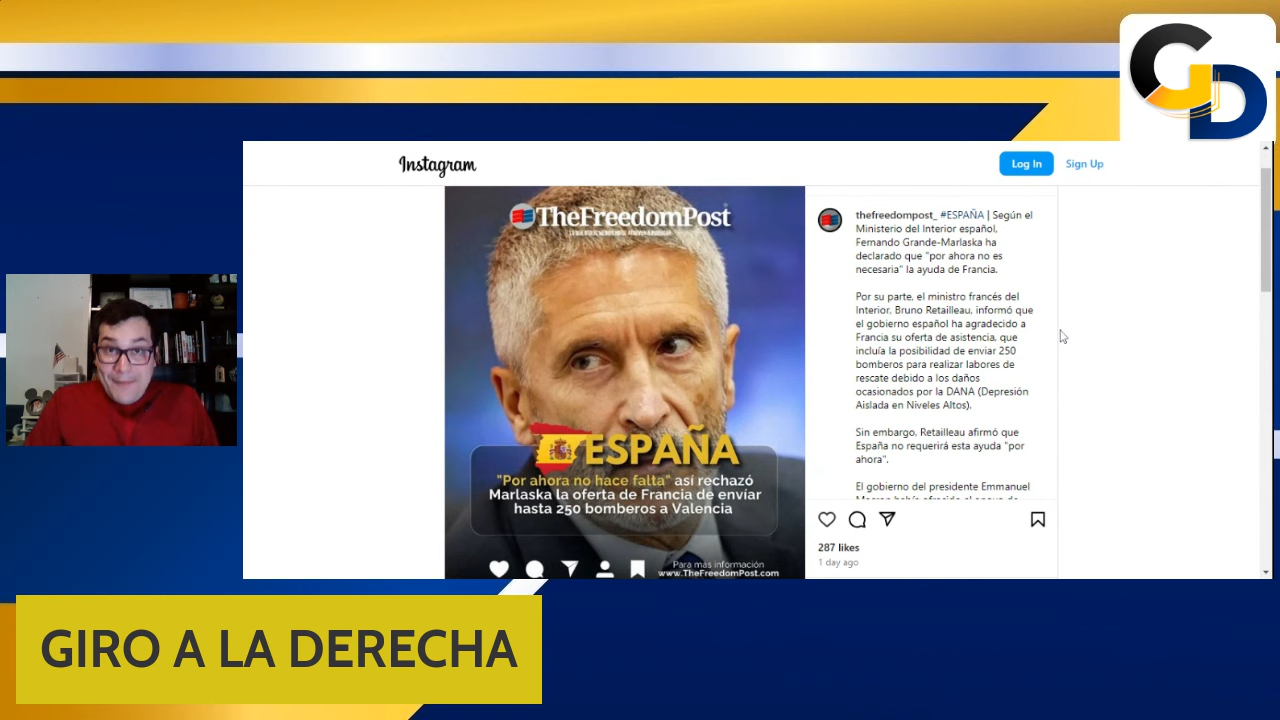 GD
Instagram
Log In
Sign Up
TheFreedomPost
thefreedompost_ #ESPAÑA | Según el
Ministerio del Interior español,
Fernando Grande-Marlaska ha
declarado que "por ahora no es
necesaria" la ayuda de Francia.
Por su parte, el ministro francés del
Interior, Bruno Retailleau, informó que
el gobierno español ha agradecido a
Francia su oferta de asistencia, que
incluía la posibilidad de enviar 250
bomberos para realizar labores de
rescate debido a los daños
ocasionados por la DANA (Depresión
Aislada en Niveles Altos).
Sin embargo, Retailleau afirmó que
España no requerirá esta ayuda "por
ahora".
El gobierno del presidente Emmanuel
ESPAÑA
"Por ahora no hace falta" así rechazó
Marlaska la oferta de Francia de envíar
hasta 250 bomberos a Valencia
Para más información
www.TheFreedomPost.com
287 likes
1 day ago
GIRO A LA DERECHA